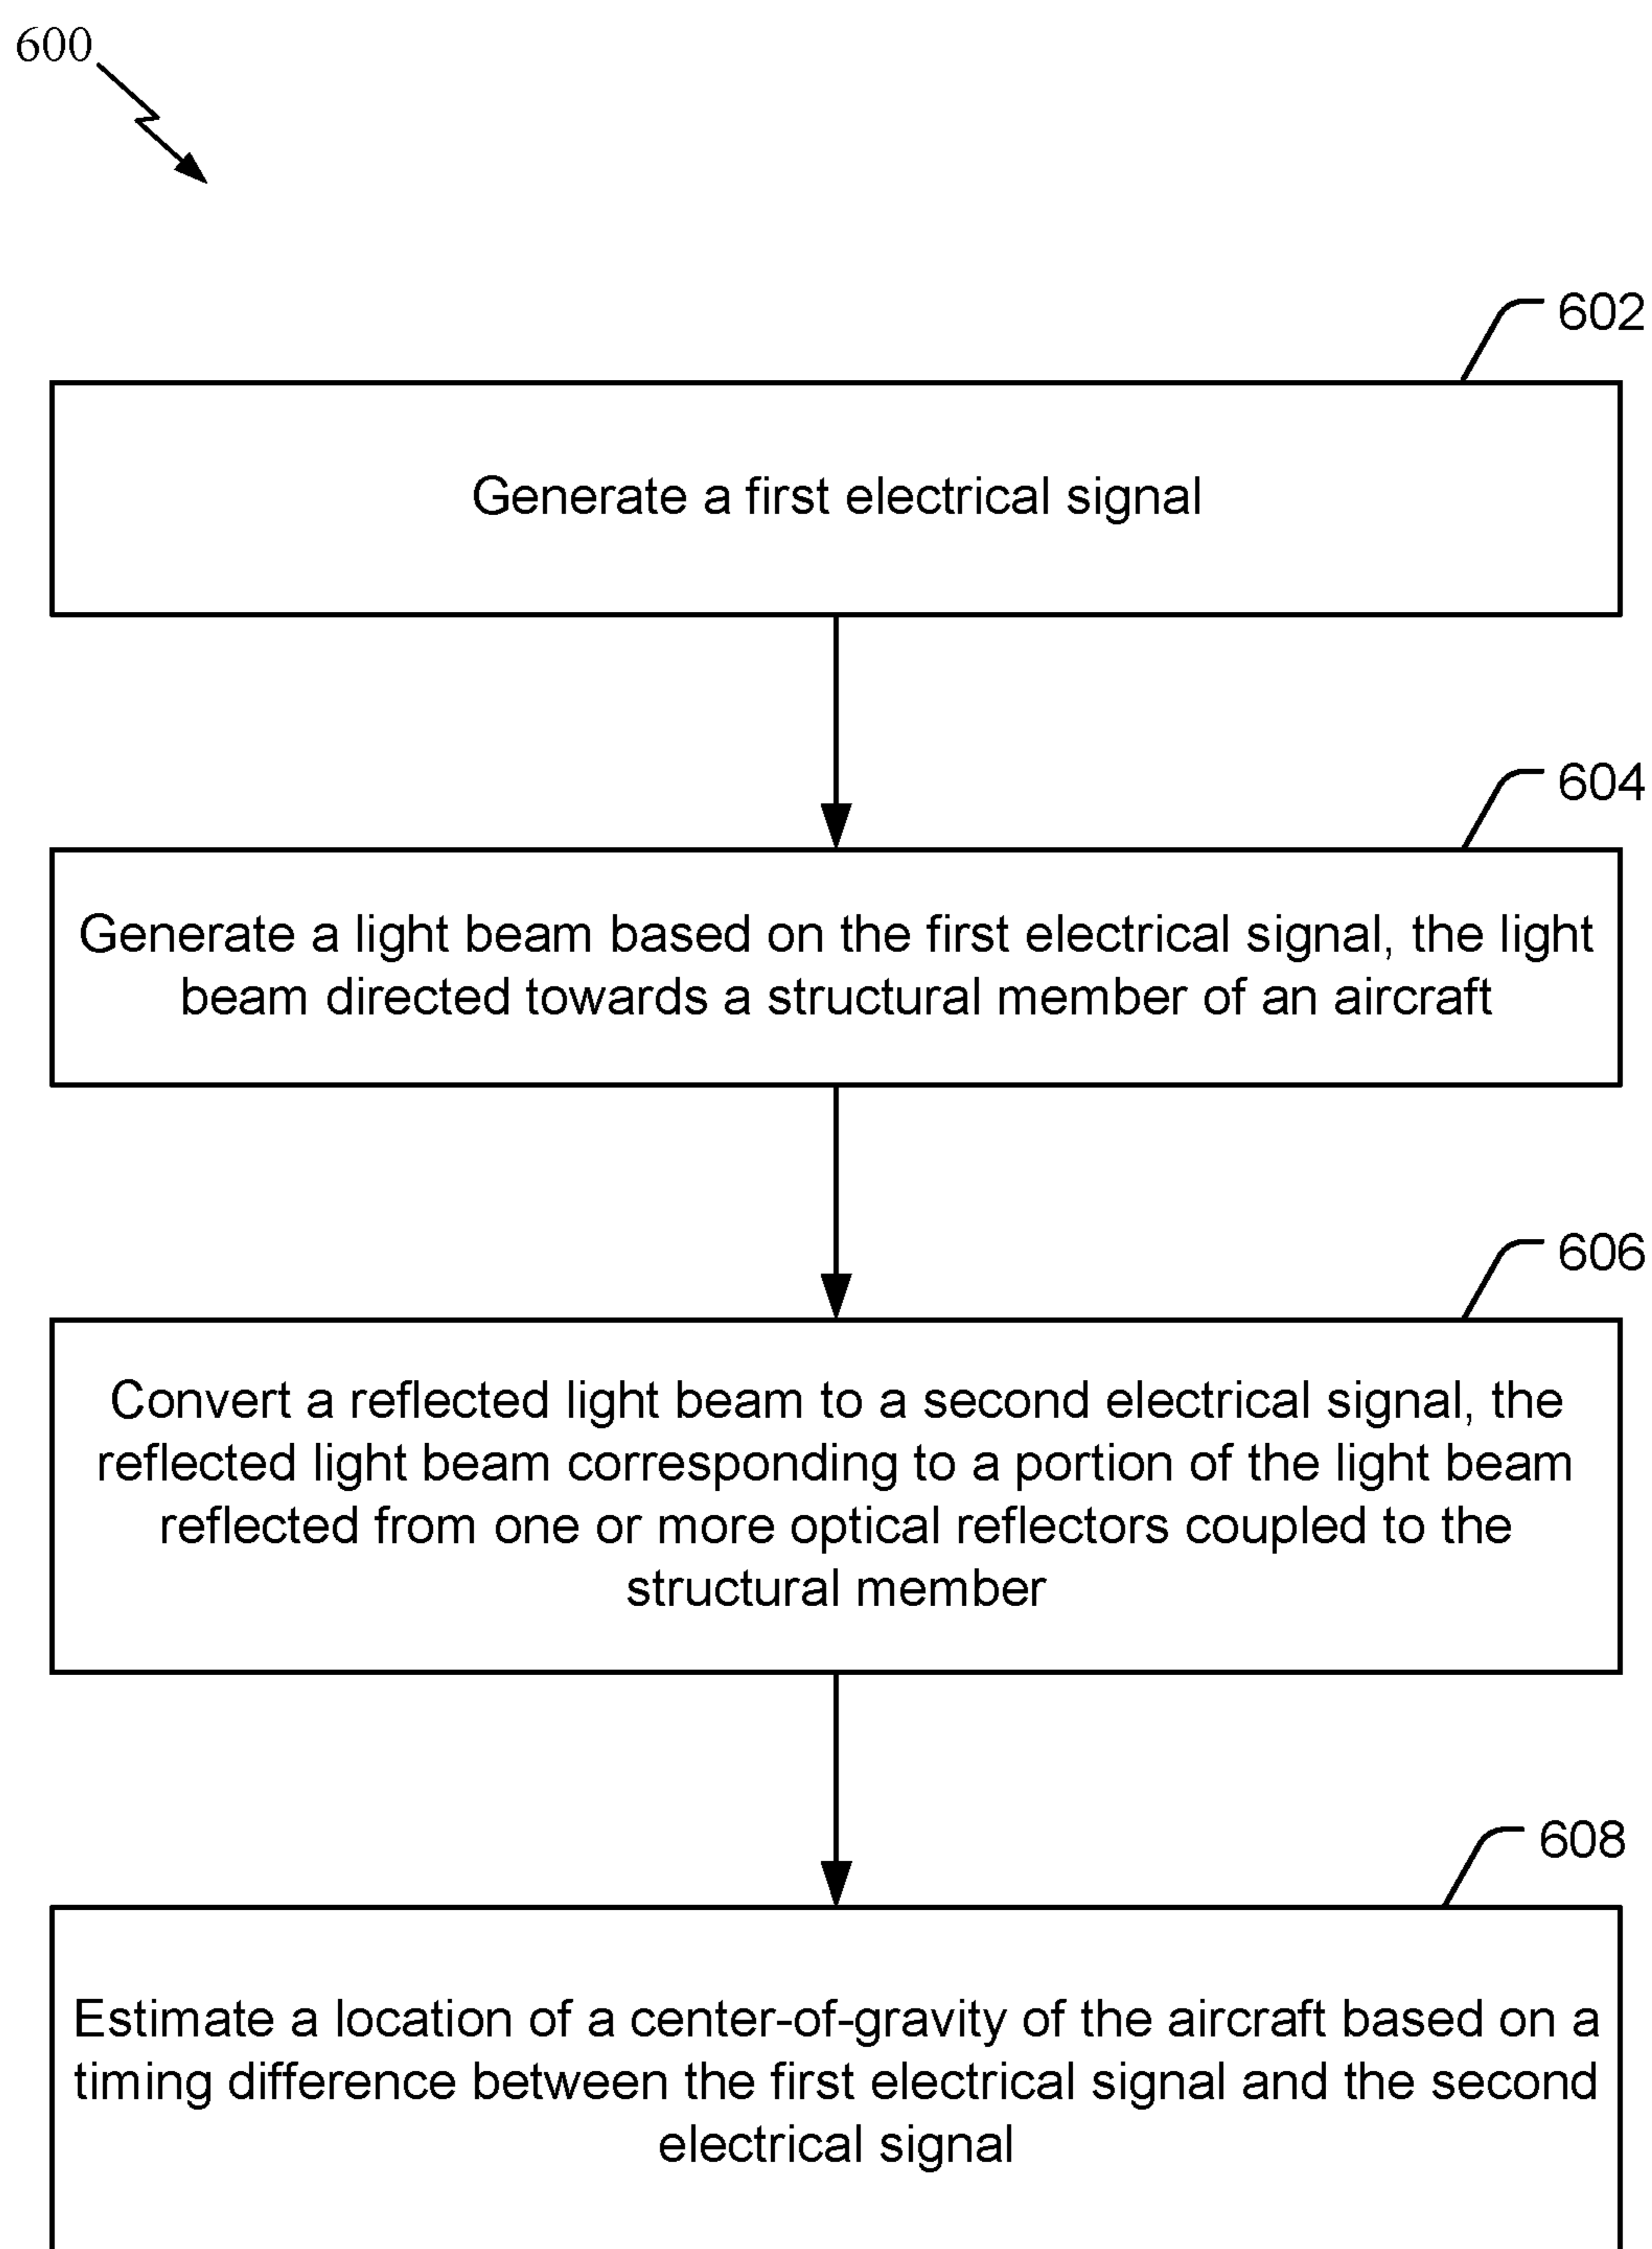 600
602
Generate a first electrical signal
604
Generate a light beam based on the first electrical signal, the light
beam directed towards a structural member of an aircraft
606
Convert a reflected light beam to a second electrical signal, the
reflected light beam corresponding to a portion of the light beam
reflected from one or more optical reflectors coupled to the
structural member
608
Estimate a location of a center-of-gravity of the aircraft based on a
timing difference between the first electrical signal and the second
electrical signal